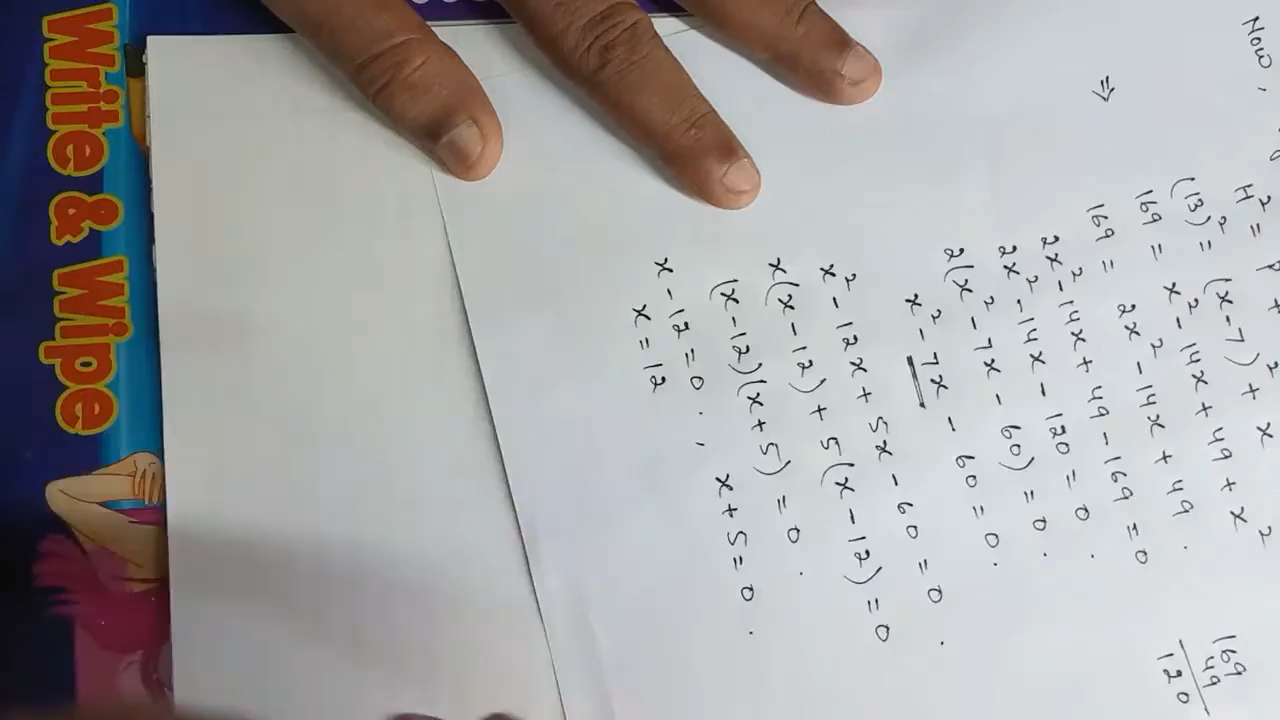 Now,
H² = P² +
(13)² = (x-7)² + x²
169 = x² - 14x + 49 + x²
⇒ 169 = 2x² - 14x + 49.
2x² - 14x + 49 - 169 = 0
2x² - 14x - 120 = 0.
2(x² - 7x - 60) = 0.
x² - 7x - 60 = 0.
x² - 12x + 5x - 60 = 0.
x(x - 12) + 5(x - 12) = 0
(x - 12)(x + 5) = 0.
x - 12 = 0. , x + 5 = 0.
x = 12
169
49
120
Write & Wipe